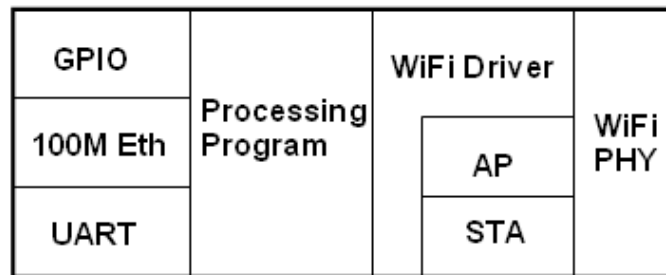 GPIO
100M Eth
UART
Processing
Program
WiFi Driver
AP
STA
WiFi
PHY